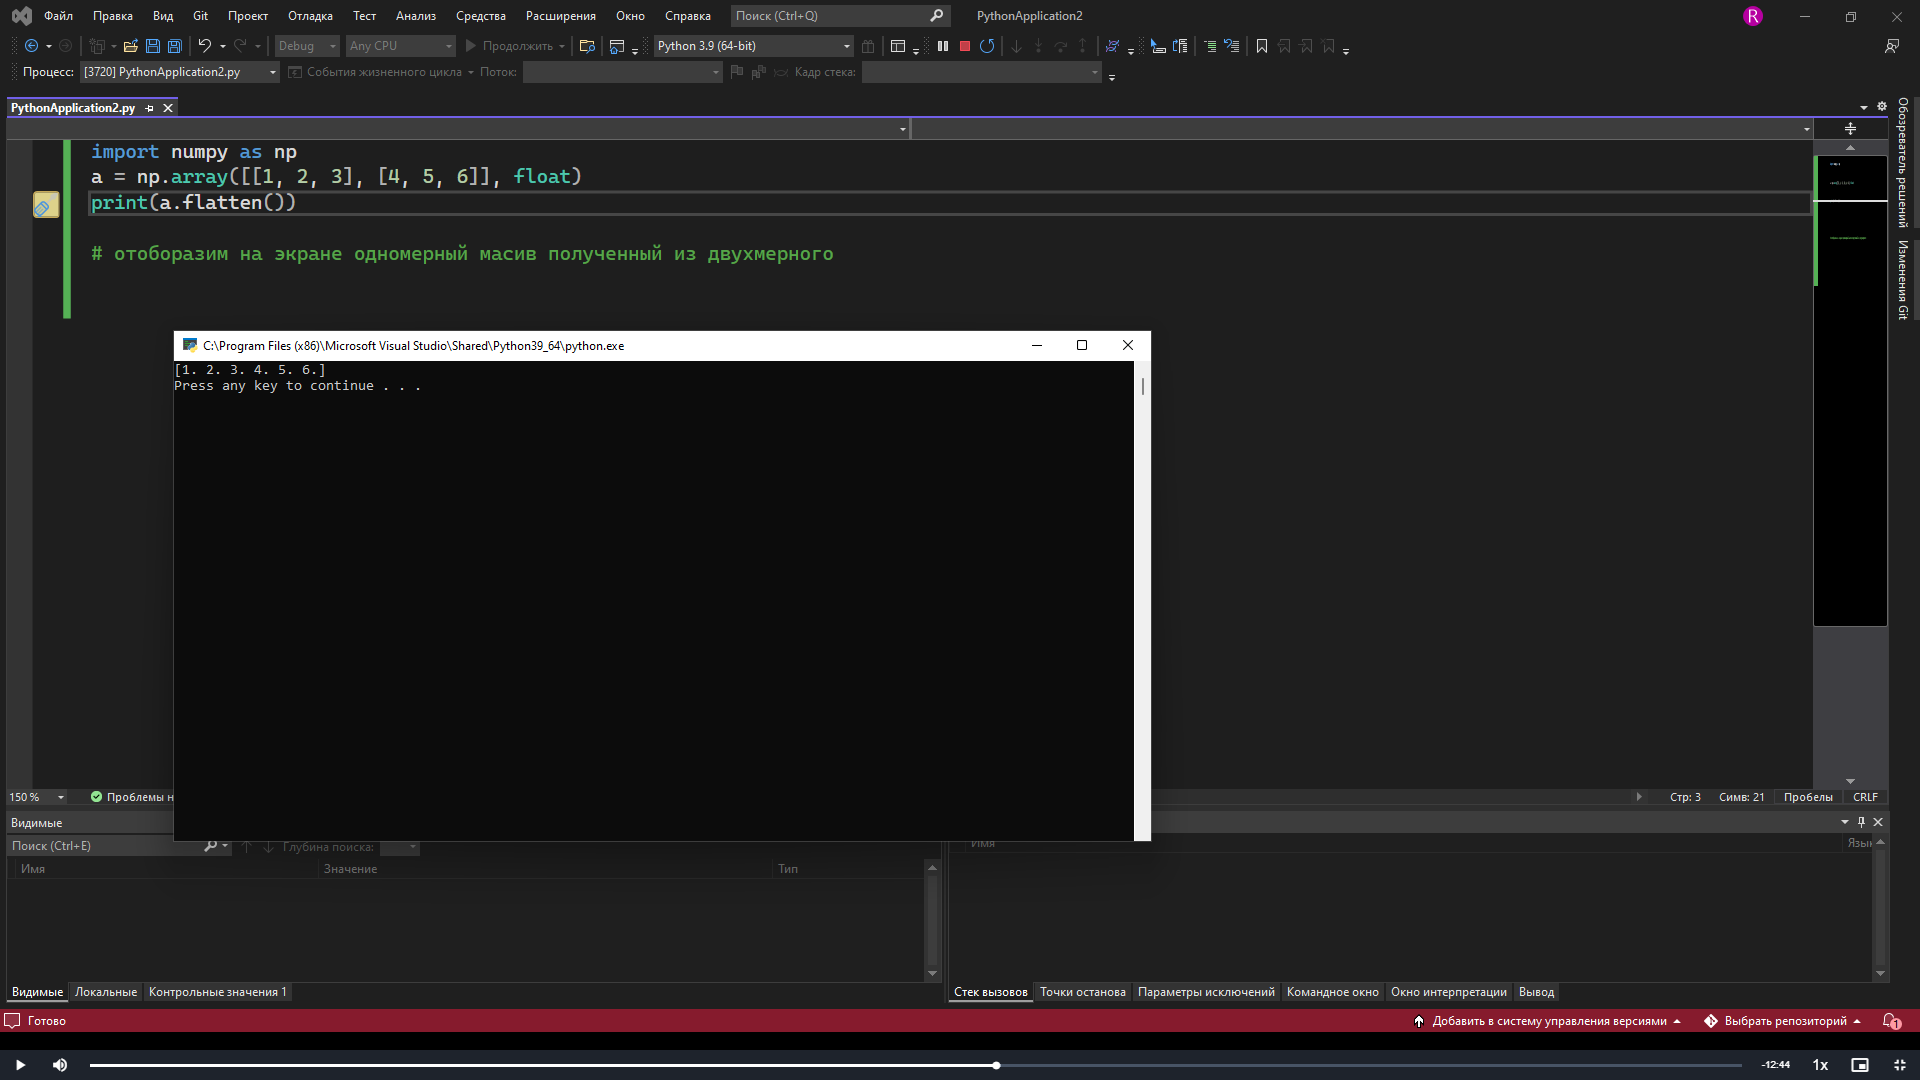 Файл Правка Вид Git Проект Отладка Тест Анализ Средства Расширения Окно Справка Поиск (Ctrl+Q) PythonApplication2 R
Debug Any CPU Продолжить Python 3.9 (64-bit)
Процесс: [3720] PythonApplication2.py События жизненного цикла Поток: Кадр стека:
PythonApplication2.py
import numpy as np
a = np.array([[1, 2, 3], [4, 5, 6]], float)
print(a.flatten())
# отоборазим на экране одномерный масив полученный из двухмерного
Обозреватель решений
Изменения Git
C:\Program Files (x86)\Microsoft Visual Studio\Shared\Python39_64\python.exe
[1. 2. 3. 4. 5. 6.]
Press any key to continue . . .
150 % Проблемы н Стр: 3 Симв: 21 Пробелы CRLF
Видимые
Поиск (Ctrl+E) Глубина поиска:
Имя Значение Тип
Имя Язык
Видимые Локальные Контрольные значения 1
Стек вызовов Точки останова Параметры исключений Командное окно Окно интерпретации Вывод
Готово Добавить в систему управления версиями Выбрать репозиторий 1
-12:44 1x